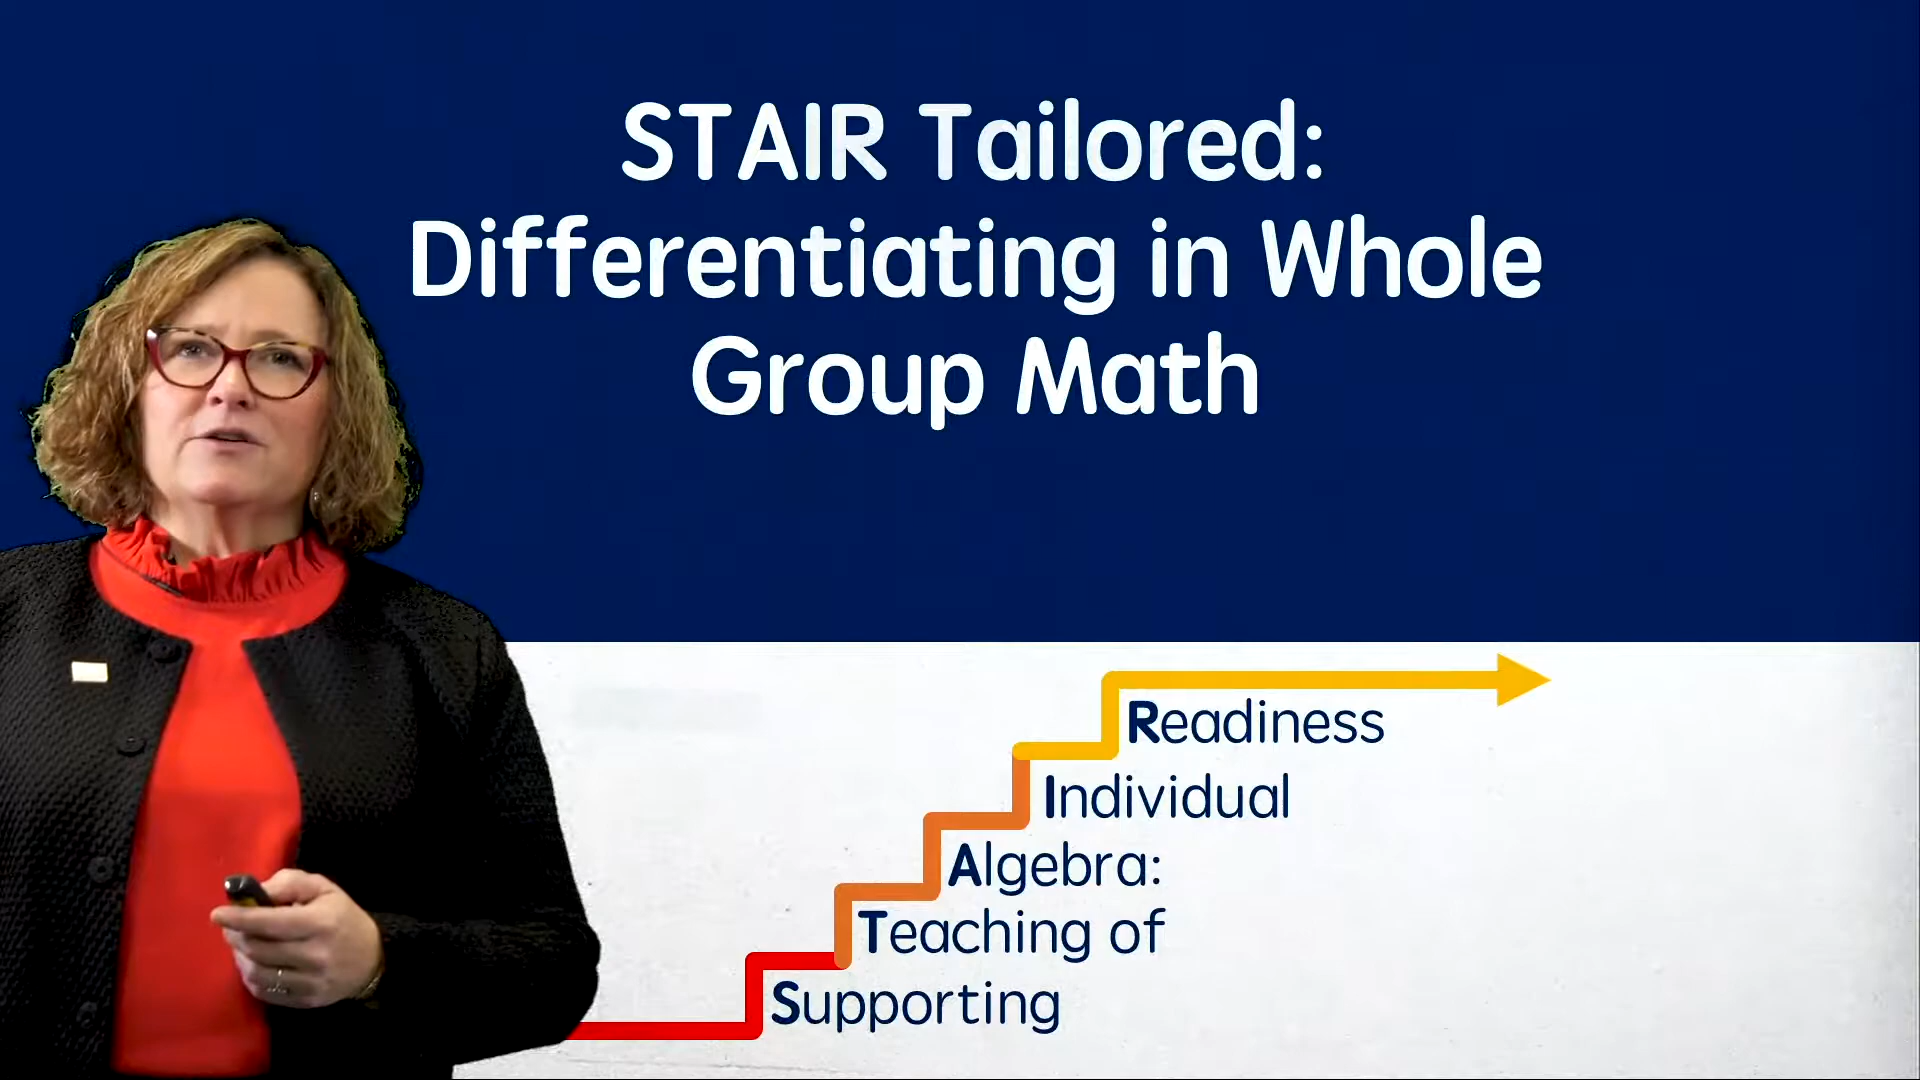 STAIR Tailored:
Differentiating in Whole
Group Math
Readiness
Individual
Algebra:
Teaching of
Supporting